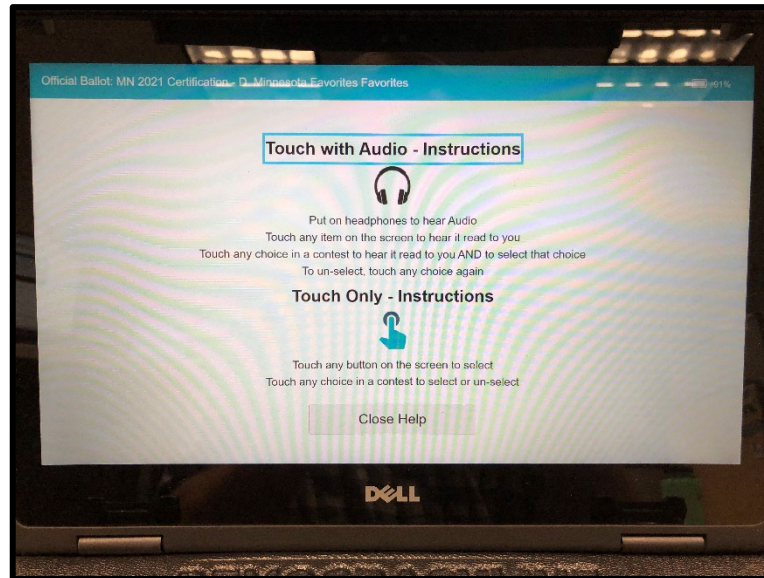 Official Ballot: MN 2021 Certification - D. Minnesota Favorites Favorites
91%
Touch with Audio - Instructions
Put on headphones to hear Audio
Touch any item on the screen to hear it read to you
Touch any choice in a contest to hear it read to you AND to select that choice
To un-select, touch any choice again
Touch Only - Instructions
Touch any button on the screen to select
Touch any choice in a contest to select or un-select
Close Help
DELL